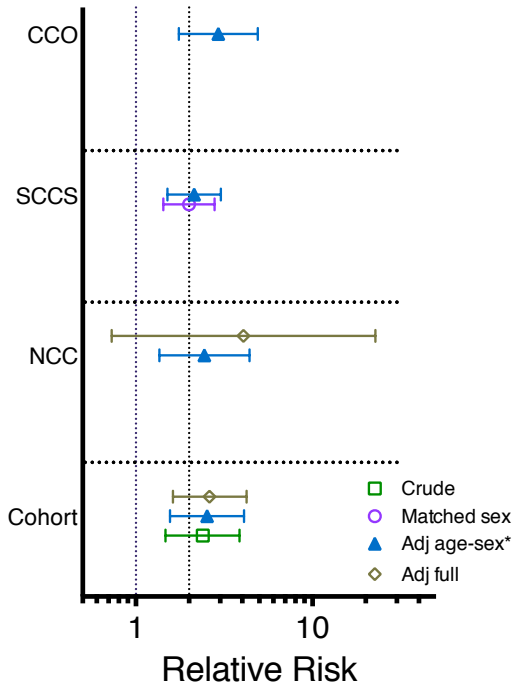 CCO
SCCS
NCC
Cohort
Crude
Matched sex
Adj age-sex*
Adj full
1
10
Relative Risk